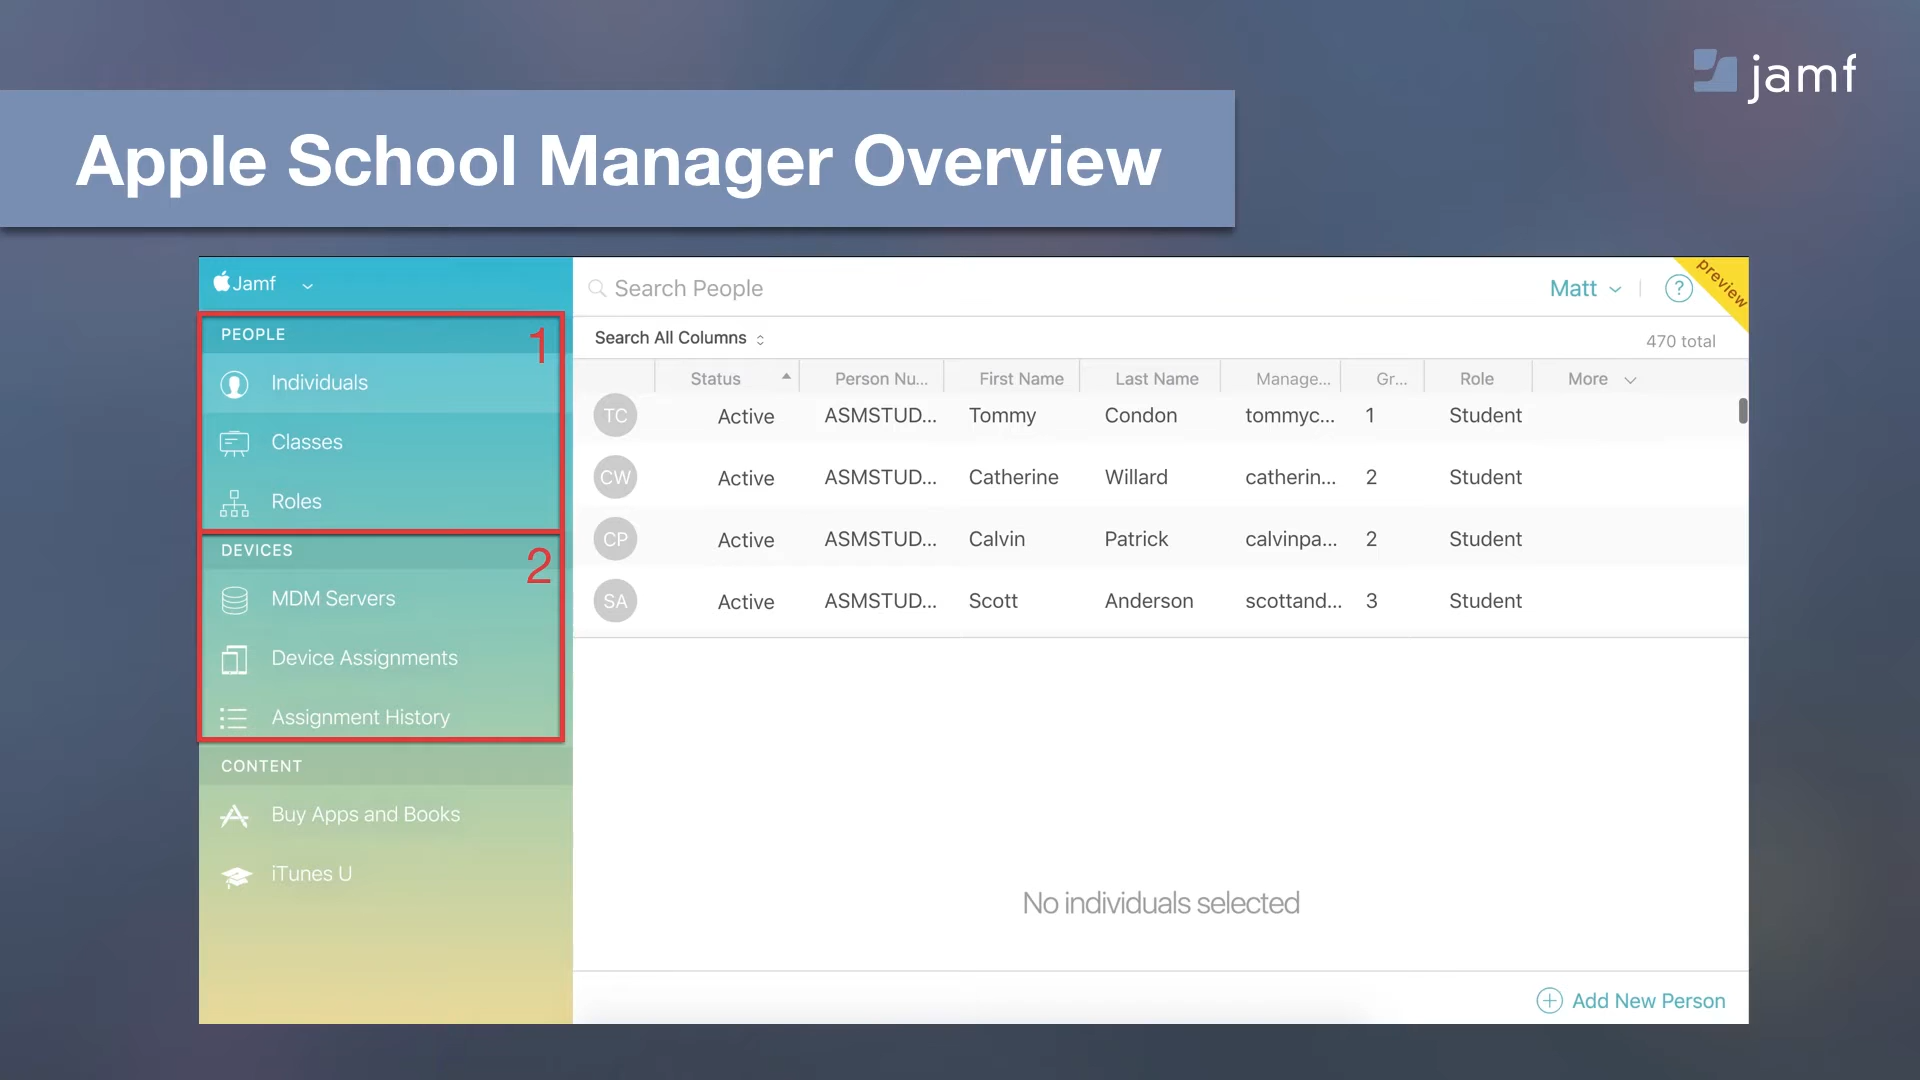 jamf
Apple School Manager Overview
Jamf
Search People
Matt
?
preview
PEOPLE
1
Individuals
Classes
Roles
DEVICES
2
MDM Servers
Device Assignments
Assignment History
CONTENT
Buy Apps and Books
iTunes U
Search All Columns
470 total
Status Person Nu... First Name Last Name Manage... Gr... Role More
TC Active ASMSTUD... Tommy Condon tommyc... 1 Student
CW Active ASMSTUD... Catherine Willard catherin... 2 Student
CP Active ASMSTUD... Calvin Patrick calvinpa... 2 Student
SA Active ASMSTUD... Scott Anderson scottand... 3 Student
No individuals selected
Add New Person